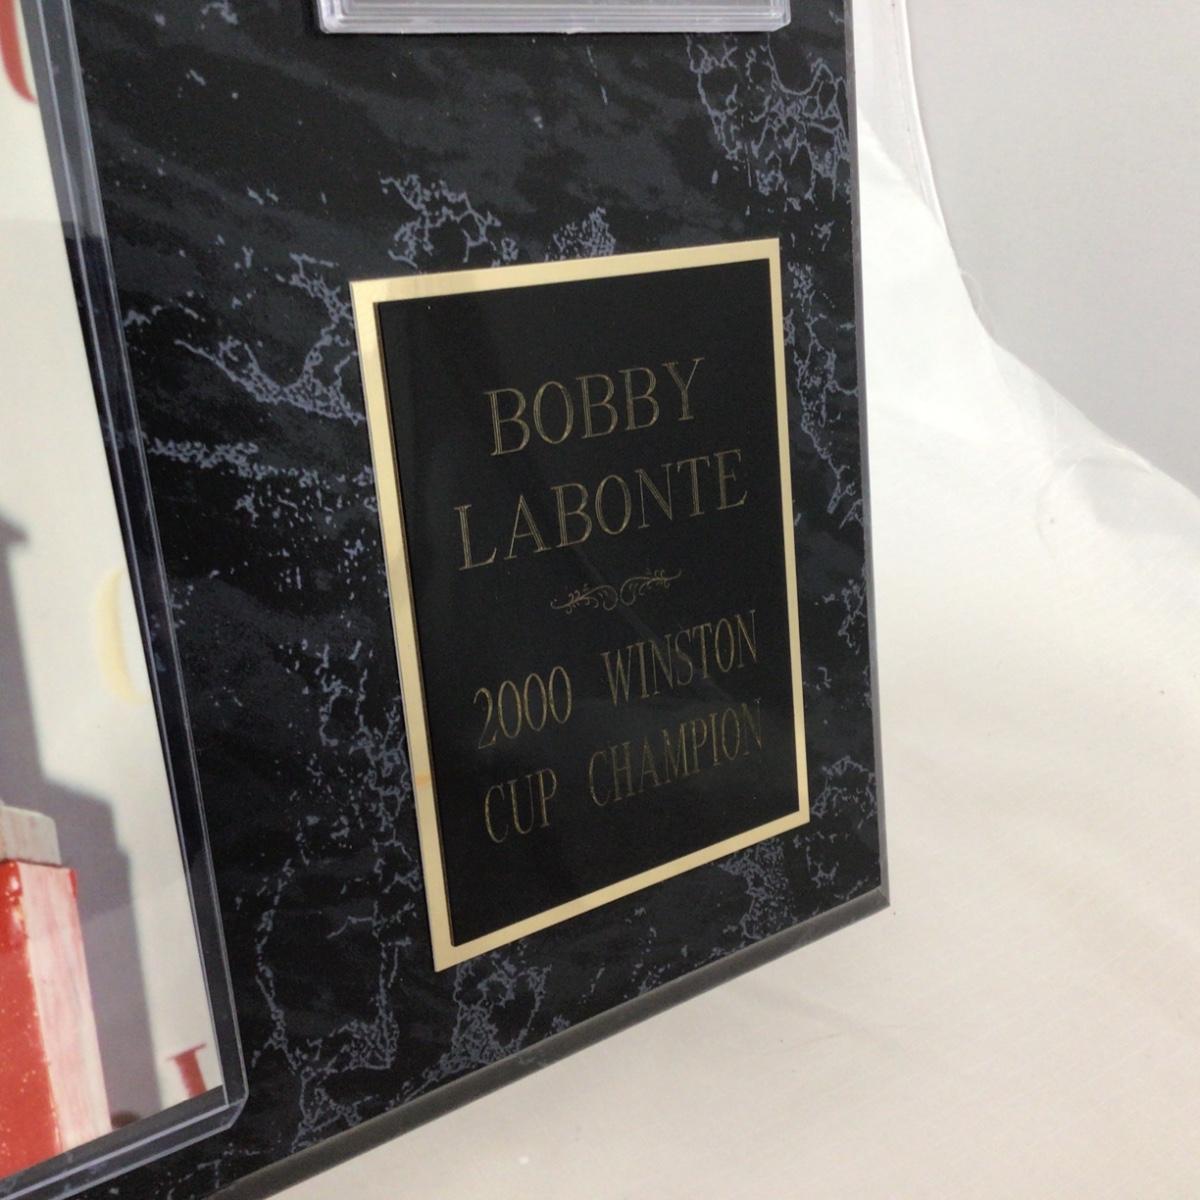 BOBBY
LABONTE
2000 WINSTON
CUP CHAMPION